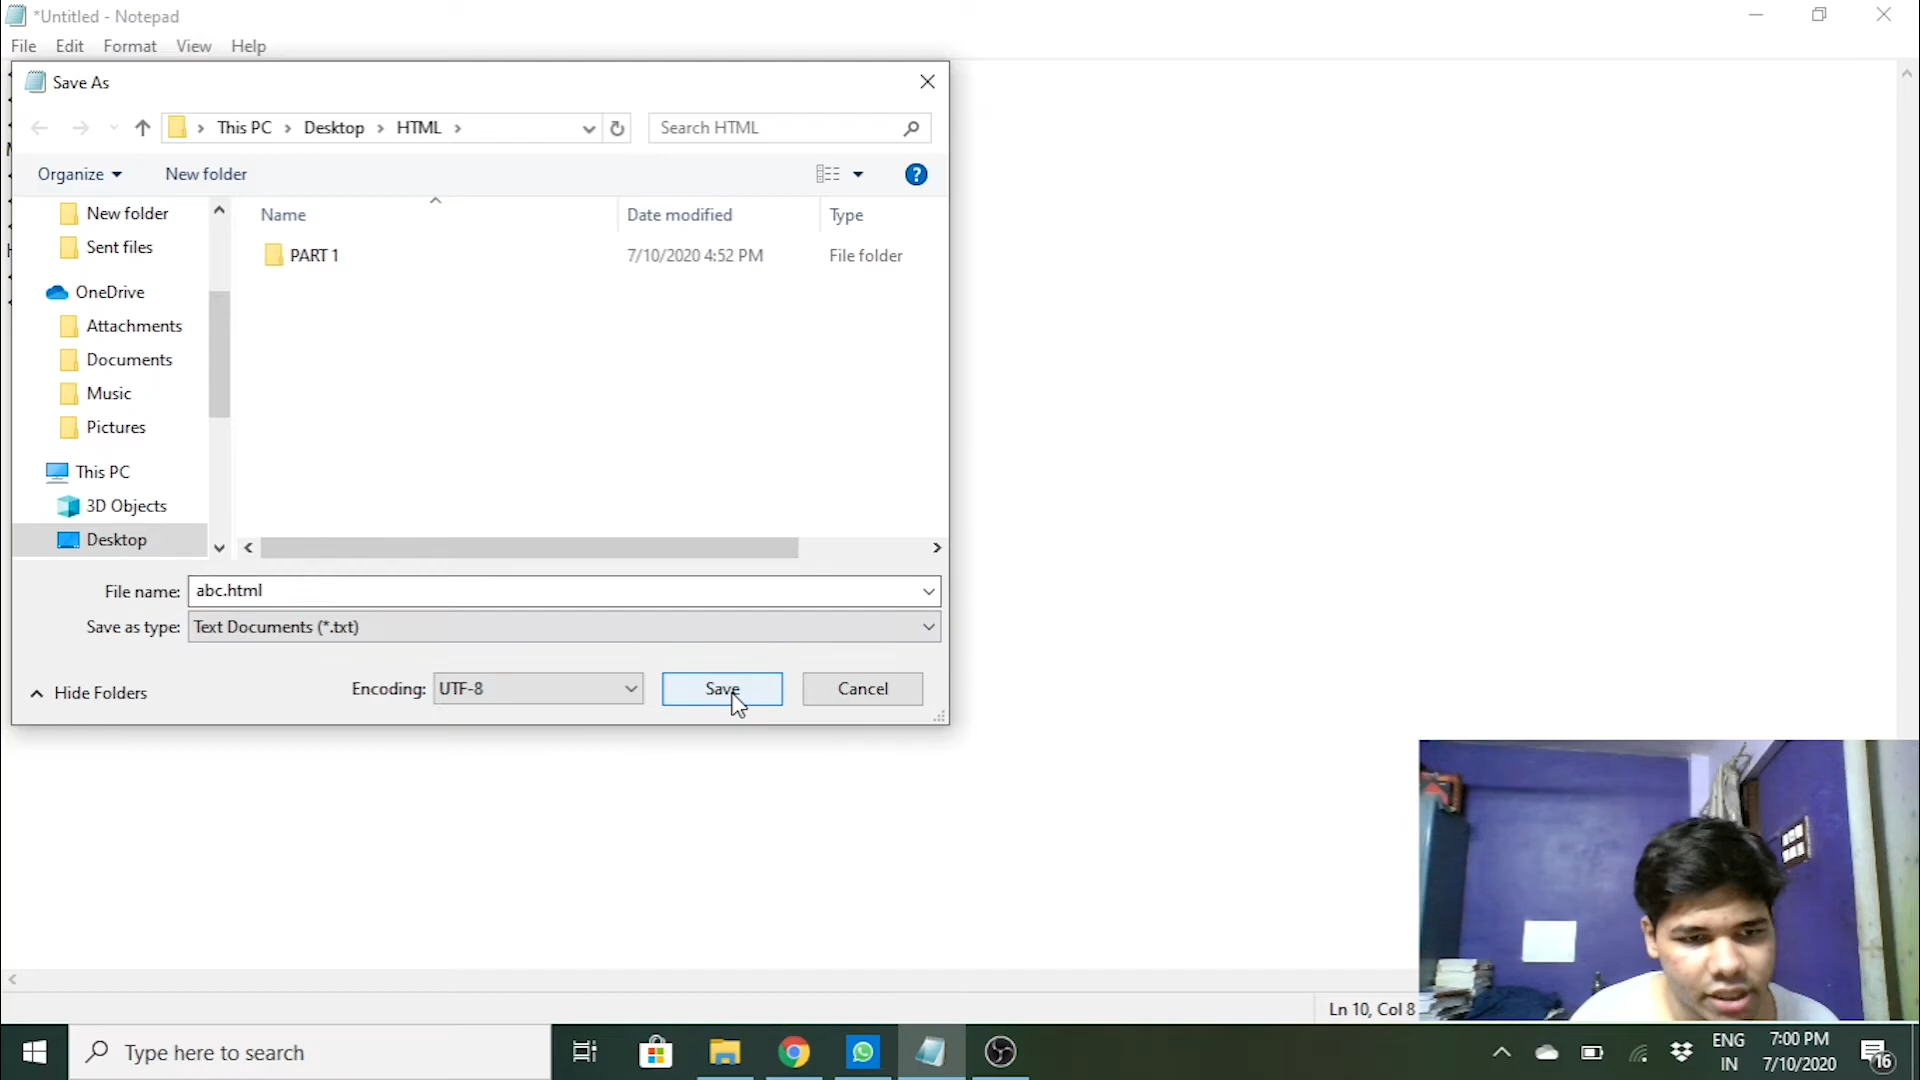 *Untitled - Notepad
File Edit Format View Help
Save As
This PC > Desktop > HTML >
Search HTML
Organize New folder
New folder
Sent files
OneDrive
Attachments
Documents
Music
Pictures
This PC
3D Objects
Desktop
Name Date modified Type
PART 1 7/10/2020 4:52 PM File folder
File name: abc.html
Save as type: Text Documents (*.txt)
Hide Folders Encoding: UTF-8 Save Cancel
Ln 10, Col 8
Type here to search
ENG
IN
7:00 PM
7/10/2020
16